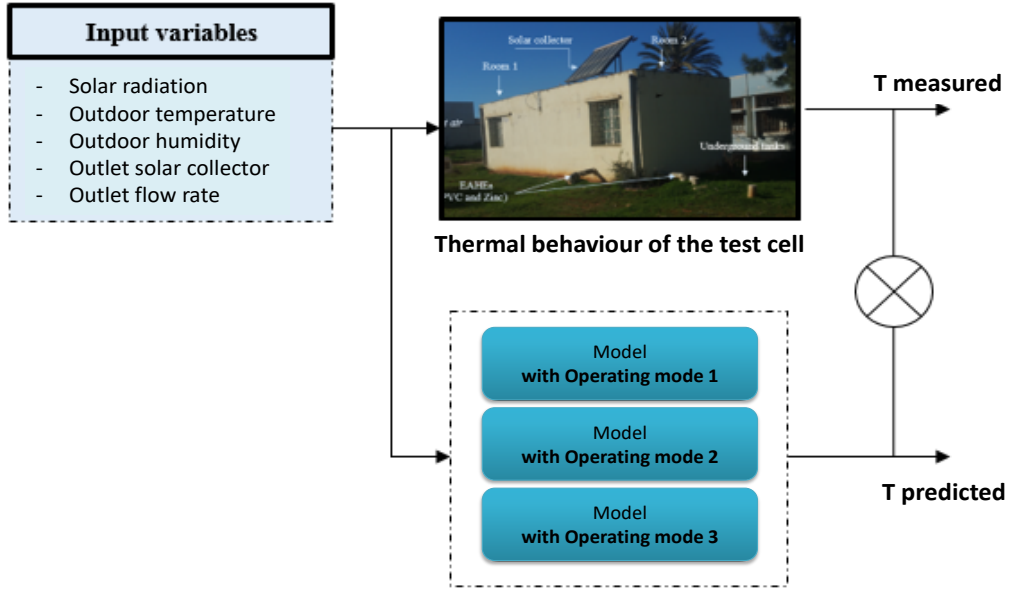 Input variables
- Solar radiation
- Outdoor temperature
- Outdoor humidity
- Outlet solar collector
- Outlet flow rate
Solar collecter
Room 2
Room 1
air
Underground tanks
EAHEs
PVC and Zinc)
Thermal behaviour of the test cell
T measured
Model
with Operating mode 1
Model
with Operating mode 2
Model
with Operating mode 3
T predicted